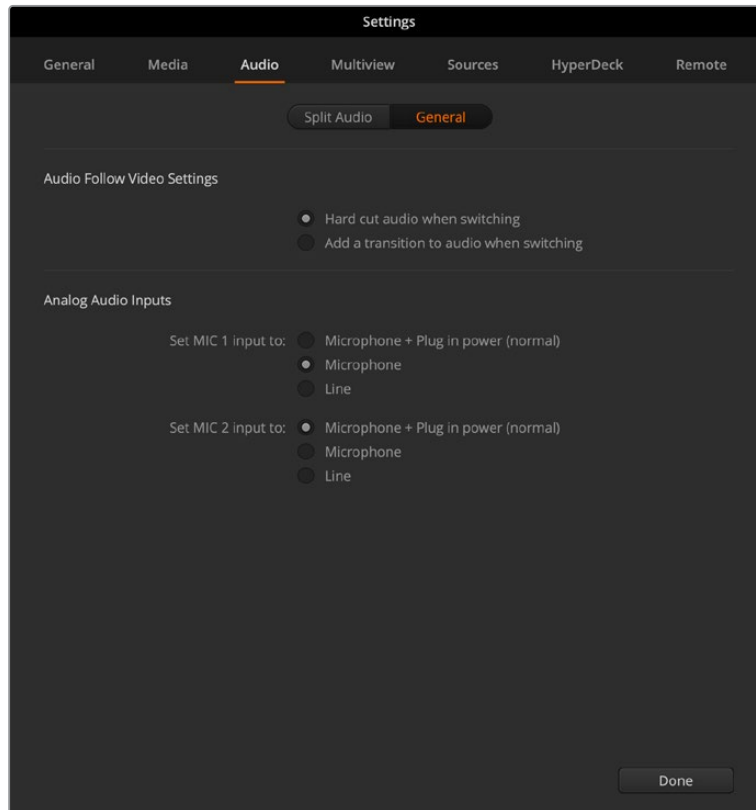 Settings
General Media Audio Multiview Sources HyperDeck Remote
Split Audio General
Audio Follow Video Settings
Hard cut audio when switching
Add a transition to audio when switching
Analog Audio Inputs
Set MIC 1 input to: Microphone + Plug in power (normal)
Microphone
Line
Set MIC 2 input to: Microphone + Plug in power (normal)
Microphone
Line
Done